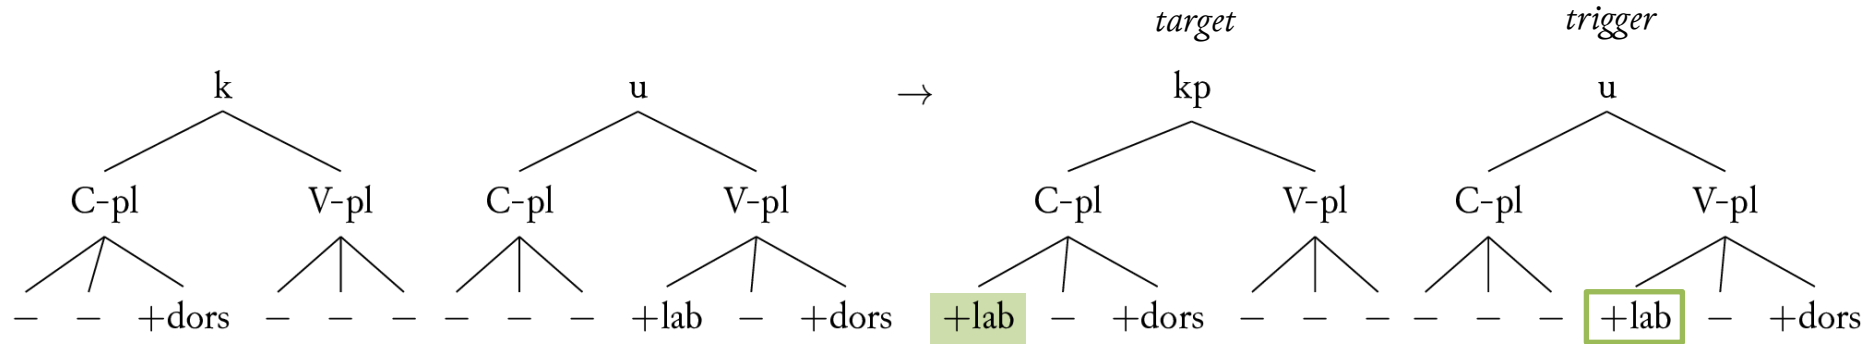 target trigger
k u → kp u
C-pl V-pl C-pl V-pl C-pl V-pl C-pl V-pl
– – +dors – – – – – – +lab – +dors +lab – +dors – – – – – – +lab – +dors